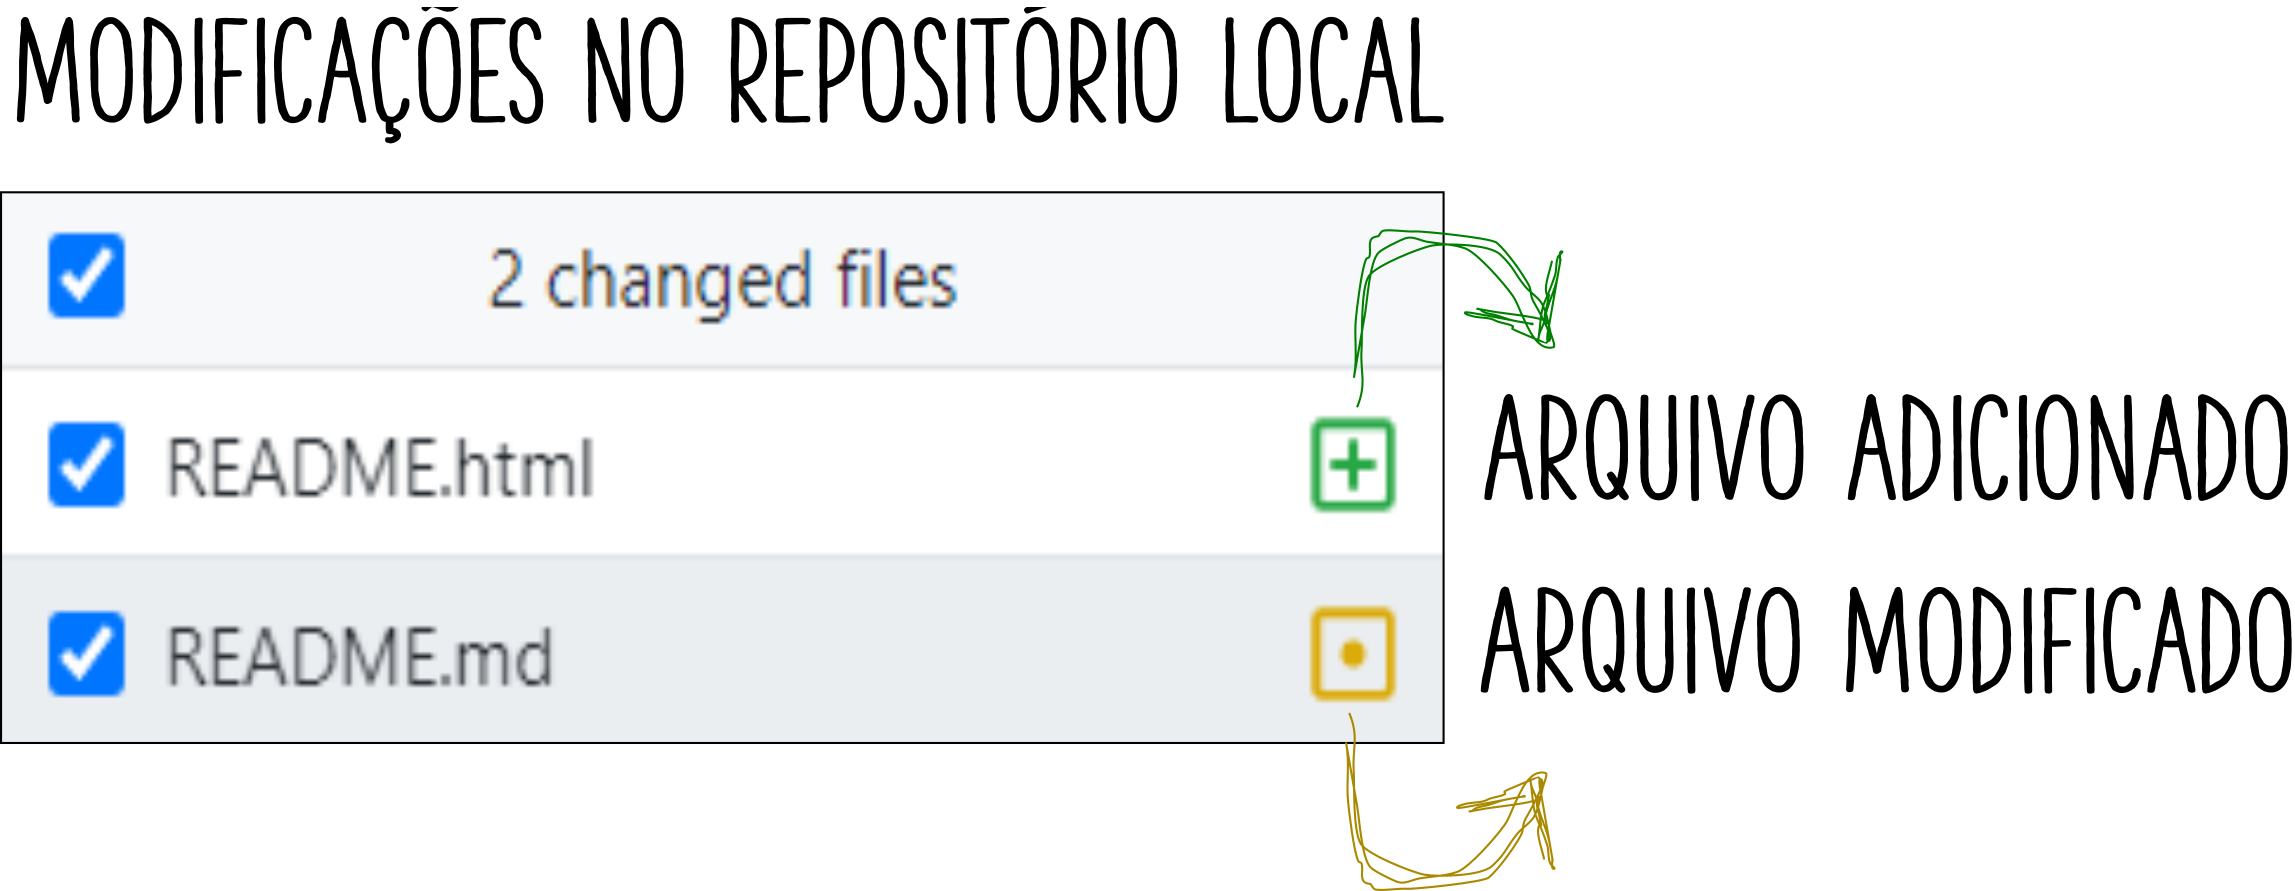 MODIFICAÇÕES NO REPOSITÓRIO LOCAL
2 changed files
README.html
ARQUIVO ADICIONADO
README.md
ARQUIVO MODIFICADO